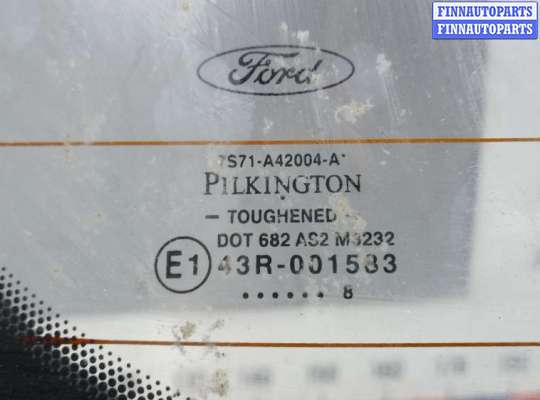 FINNAUTOPARTS
FINNAUTOPARTS
Ford
7S71-A42004-A*
PILKINGTON
- TOUGHENED -
DOT 682 AS2 M3232
E1 43R-001583
...... 8